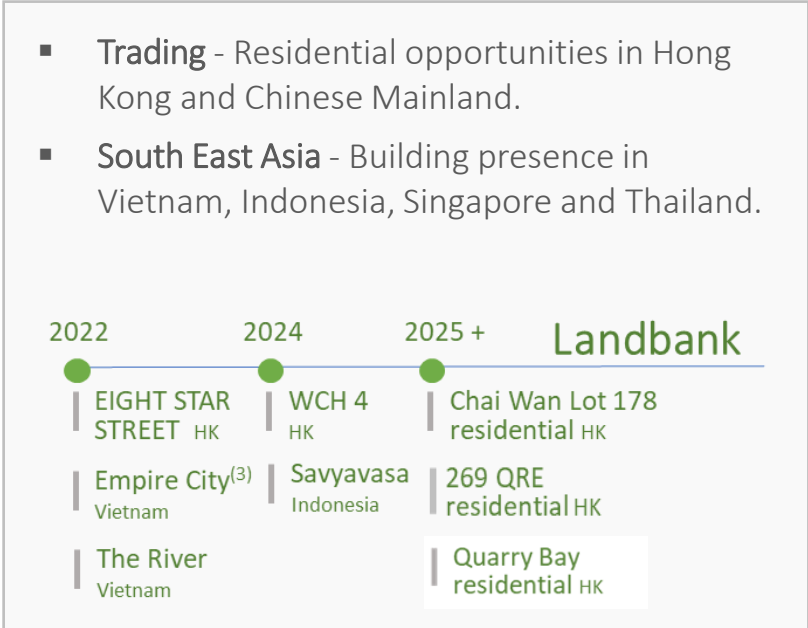 ▪ Trading - Residential opportunities in Hong
Kong and Chinese Mainland.
▪ South East Asia - Building presence in
Vietnam, Indonesia, Singapore and Thailand.
2022
2024
2025 +
Landbank
EIGHT STAR
STREET HK
Empire City(3)
Vietnam
The River
Vietnam
WCH 4
HK
Savyavasa
Indonesia
Chai Wan Lot 178
residential HK
269 QRE
residential HK
Quarry Bay
residential HK